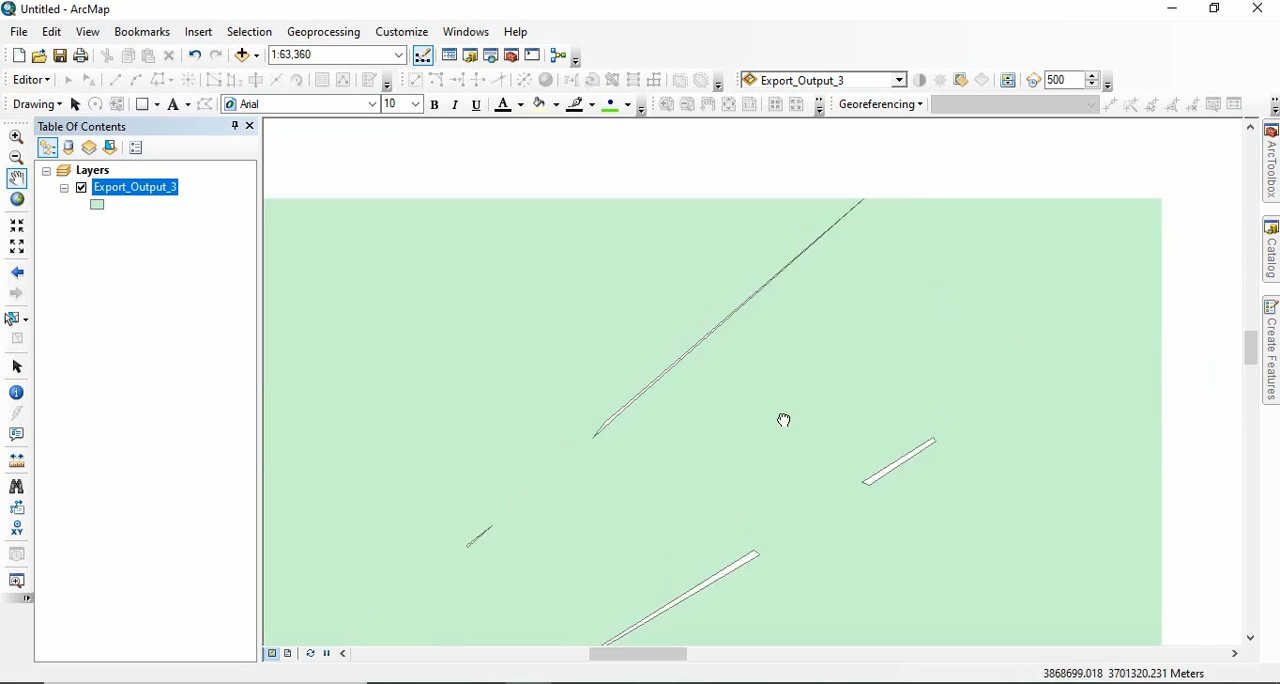 Untitled - ArcMap
File Edit View Bookmarks Insert Selection Geoprocessing Customize Windows Help
1:63,360
Editor Export_Output_3 500
Drawing A Arial 10 B I U A Georeferencing
Table Of Contents
Layers
Export_Output_3
XY
ArcToolbox
Catalog
Create Features
3868699.018 3701320.231 Meters